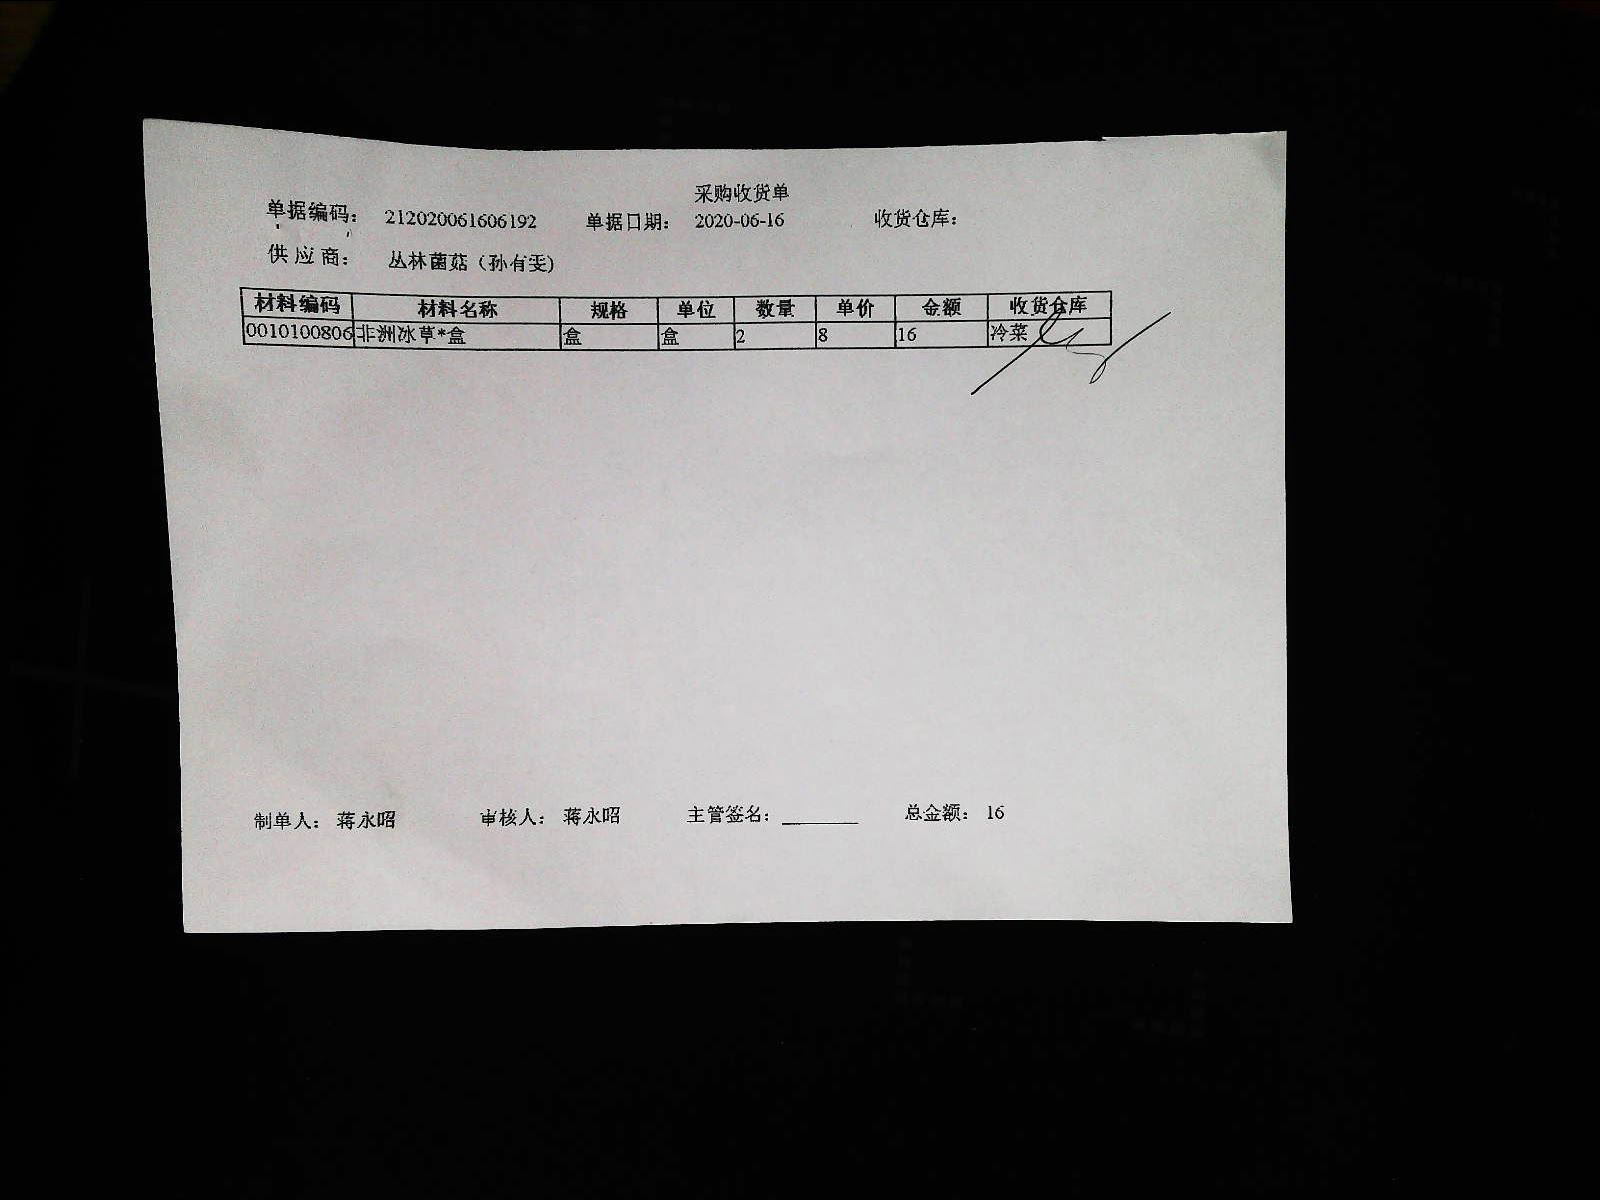 采购收货单
单据编码： 212020061606192 单据日期： 2020-06-16 收货仓库：
供应商： 丛林菌菇（孙有雯）
材料编码 材料名称 规格 单位 数量 单价 金额 收货仓库
0010100806 非洲冰草*盒 盒 盒 2 8 16 冷菜
制单人： 蒋永昭 审核人： 蒋永昭 主管签名：________ 总金额： 16